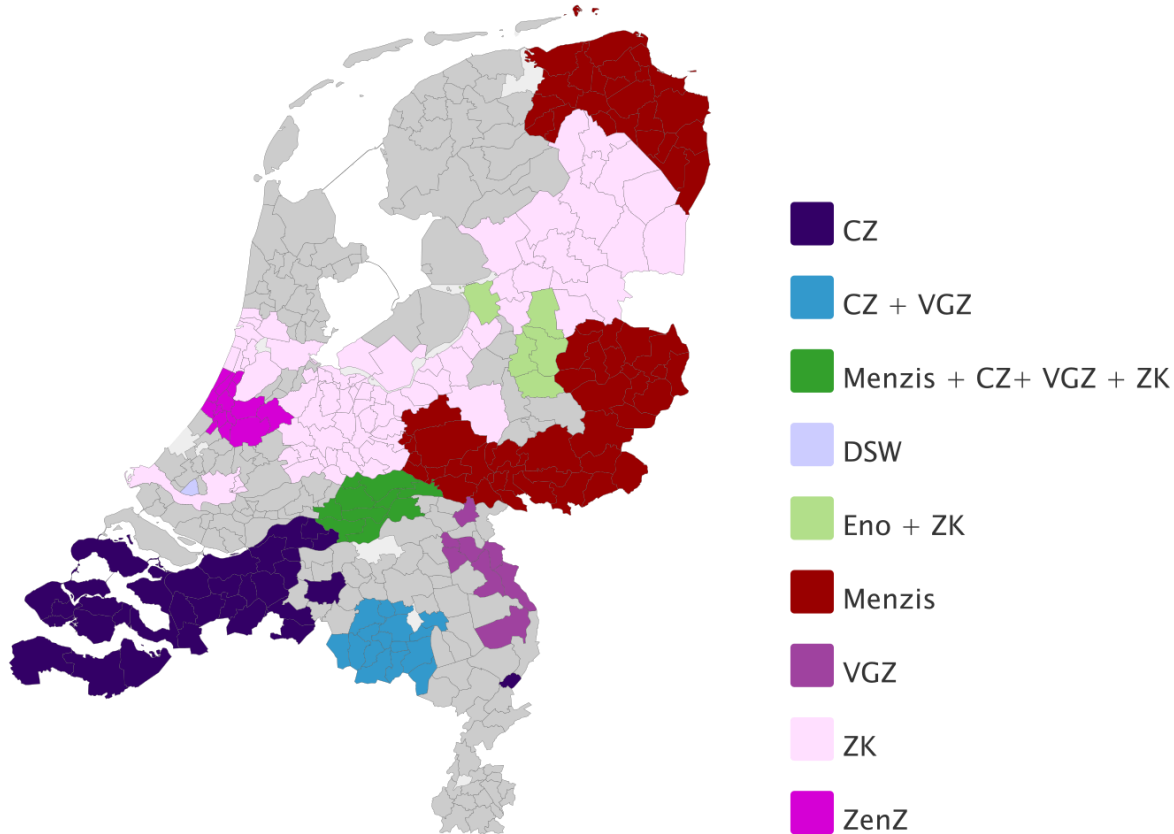 CZ
CZ + VGZ
Menzis + CZ+ VGZ + ZK
DSW
Eno + ZK
Menzis
VGZ
ZK
ZenZ